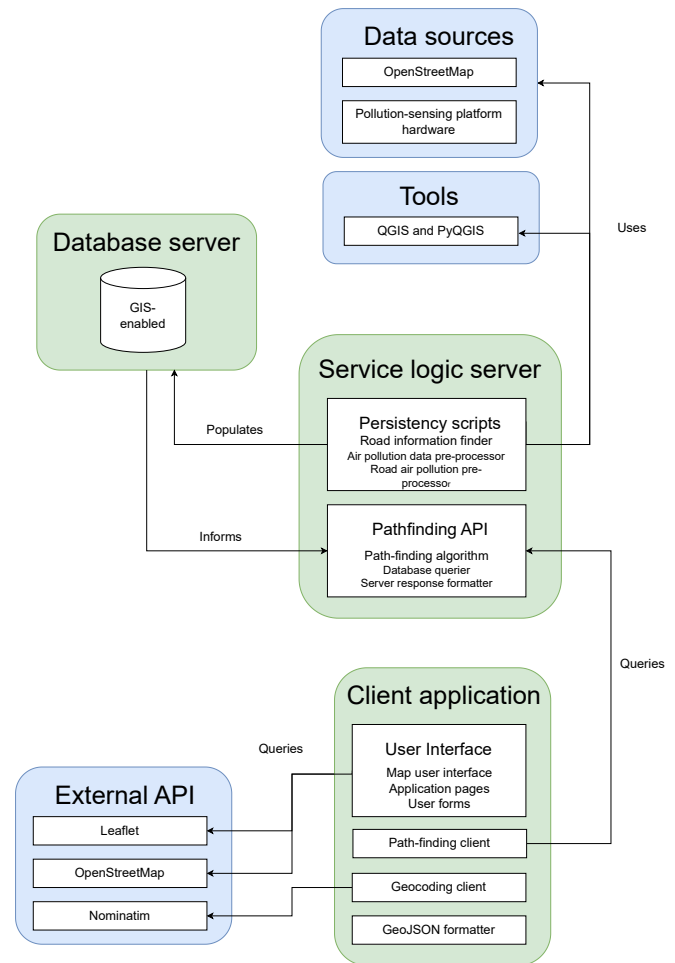 Data sources
OpenStreetMap
Pollution-sensing platform
hardware
Tools
QGIS and PyQGIS
Uses
Database server
GIS-
enabled
Service logic server
Persistency scripts
Road information finder
Air pollution data pre-processor
Road air pollution pre-
processor
Populates
Pathfinding API
Path-finding algorithm
Database querier
Server response formatter
Informs
Queries
Client application
User Interface
Map user interface
Application pages
User forms
Queries
Path-finding client
Geocoding client
GeoJSON formatter
External API
Leaflet
OpenStreetMap
Nominatim